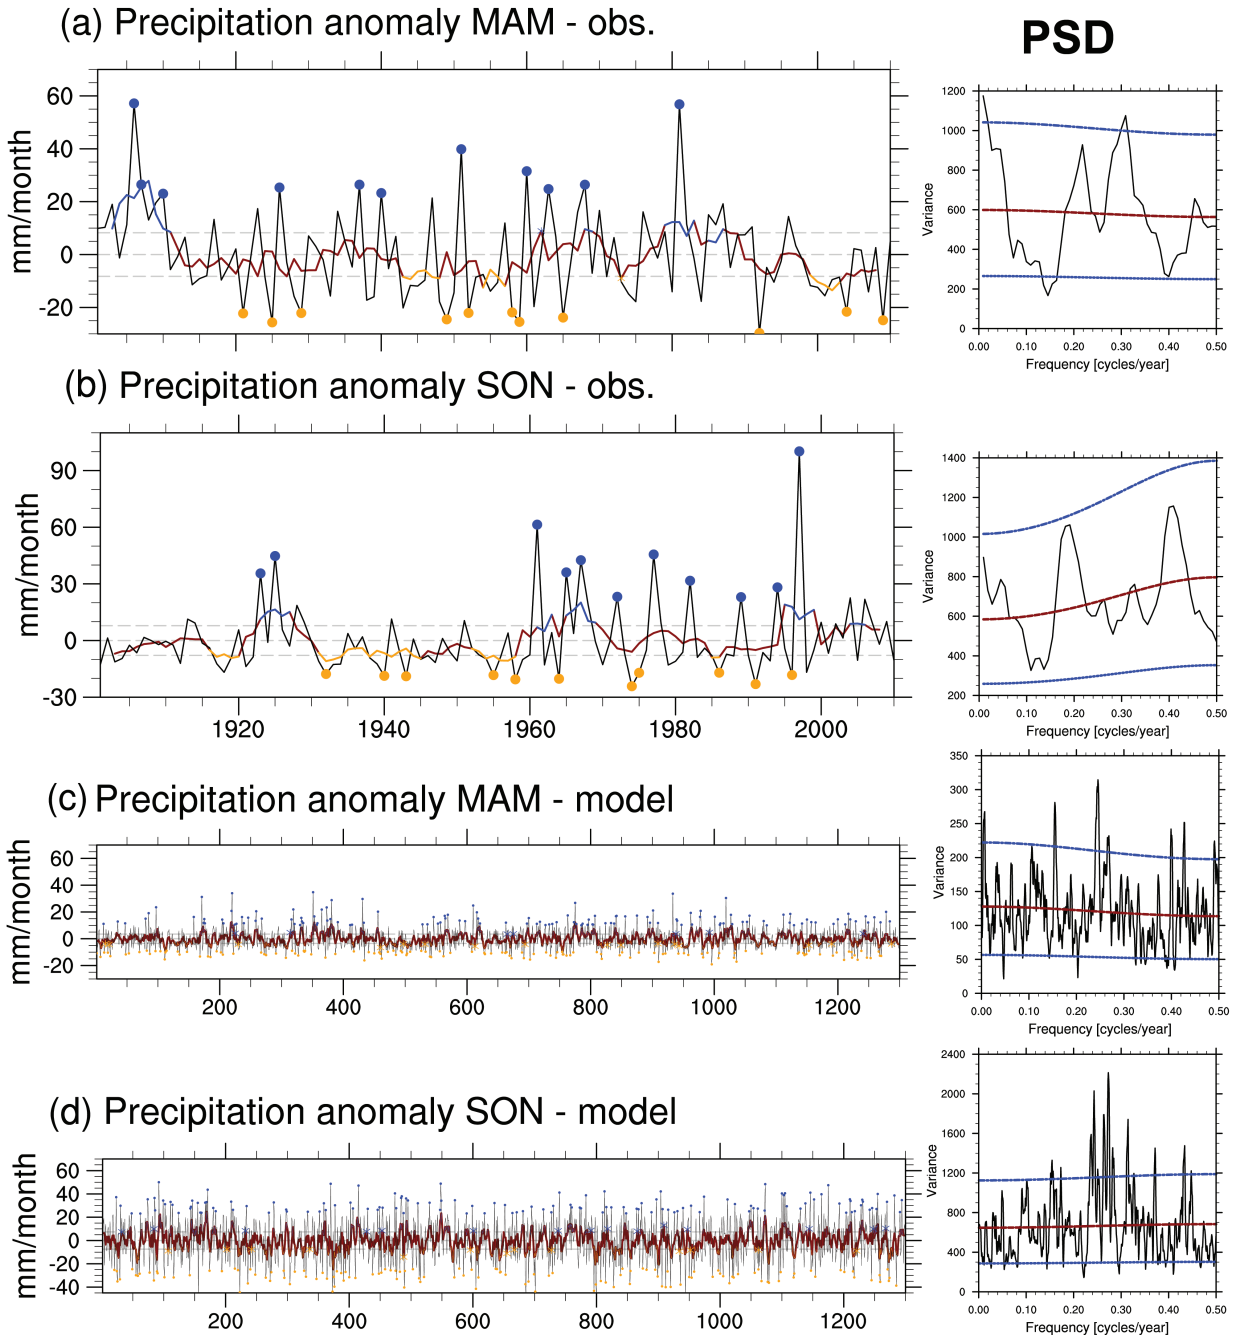 (a) Precipitation anomaly MAM - obs.
PSD
mm/month
60
40
20
0
-20
Variance
1200
1000
800
600
400
200
0
0.00 0.10 0.20 0.30 0.40 0.50
Frequency [cycles/year]
(b) Precipitation anomaly SON - obs.
mm/month
90
60
30
0
-30
1920 1940 1960 1980 2000
Variance
1400
1200
1000
800
600
400
200
0.00 0.10 0.20 0.30 0.40 0.50
Frequency [cycles/year]
(c) Precipitation anomaly MAM - model
mm/month
60
40
20
0
-20
200 400 600 800 1000 1200
Variance
350
300
250
200
150
100
50
0
0.00 0.10 0.20 0.30 0.40 0.50
Frequency [cycles/year]
(d) Precipitation anomaly SON - model
mm/month
60
40
20
0
-20
-40
200 400 600 800 1000 1200
Variance
2400
2000
1600
1200
800
400
0
0.00 0.10 0.20 0.30 0.40 0.50
Frequency [cycles/year]